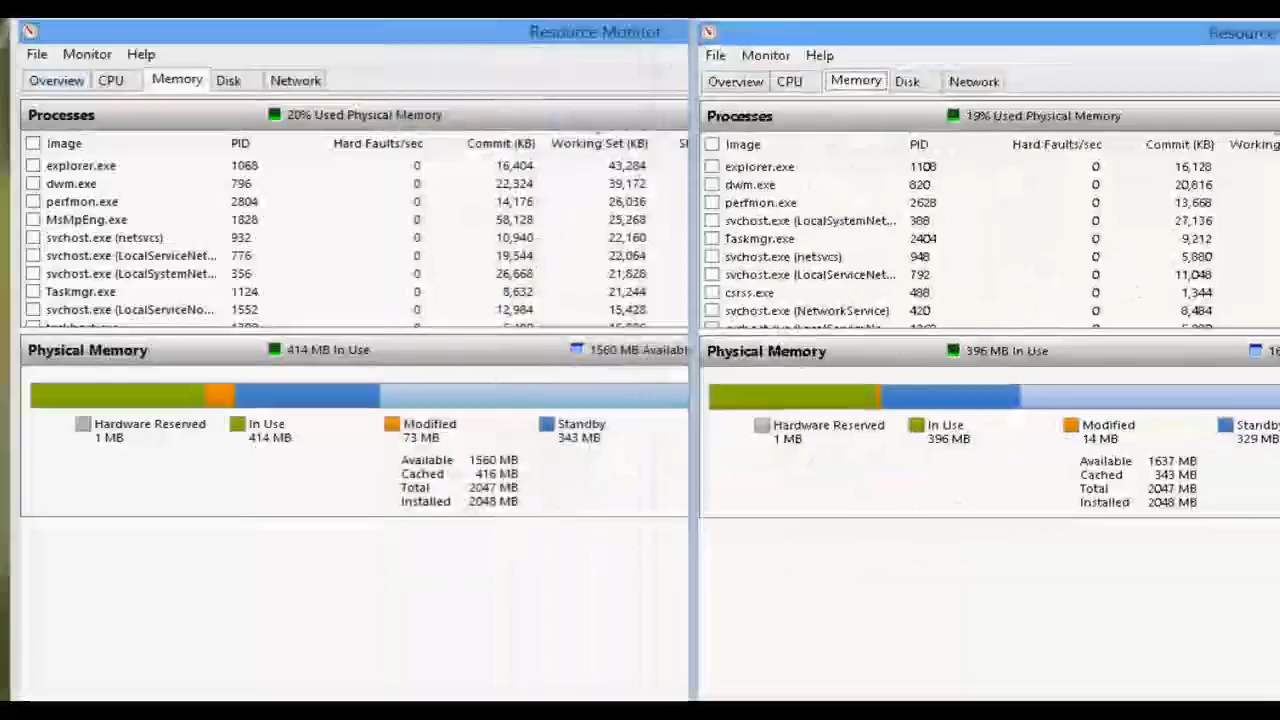 Resource Monitor
File Monitor Help
Overview CPU Memory Disk Network
Processes 20% Used Physical Memory
Image PID Hard Faults/sec Commit (KB) Working Set (KB)
explorer.exe 1068 0 16,404 43,284
dwm.exe 796 0 22,324 39,172
perfmon.exe 2804 0 14,176 26,036
MsMpEng.exe 1828 0 58,128 25,268
svchost.exe (netsvcs) 932 0 10,940 22,160
svchost.exe (LocalServiceNet... 776 0 19,544 22,064
svchost.exe (LocalSystemNet... 356 0 26,668 21,828
Taskmgr.exe 1124 0 8,632 21,244
svchost.exe (LocalServiceNo... 1552 0 12,984 15,428
Physical Memory 414 MB In Use 1560 MB Availabl
Hardware Reserved In Use Modified Standby
1 MB 414 MB 73 MB 343 MB
Available 1560 MB
Cached 416 MB
Total 2047 MB
Installed 2048 MB
Resource
File Monitor Help
Overview CPU Memory Disk Network
Processes 19% Used Physical Memory
Image PID Hard Faults/sec Commit (KB) Working
explorer.exe 1108 0 16,128
dwm.exe 820 0 20,816
perfmon.exe 2628 0 13,668
svchost.exe (LocalSystemNet... 388 0 27,136
Taskmgr.exe 2404 0 9,212
svchost.exe (netsvcs) 948 0 5,880
svchost.exe (LocalServiceNet... 792 0 11,048
csrss.exe 488 0 1,344
svchost.exe (NetworkService) 420 0 8,484
Physical Memory 396 MB In Use 16
Hardware Reserved In Use Modified Standby
1 MB 396 MB 14 MB 329 MB
Available 1637 MB
Cached 343 MB
Total 2047 MB
Installed 2048 MB